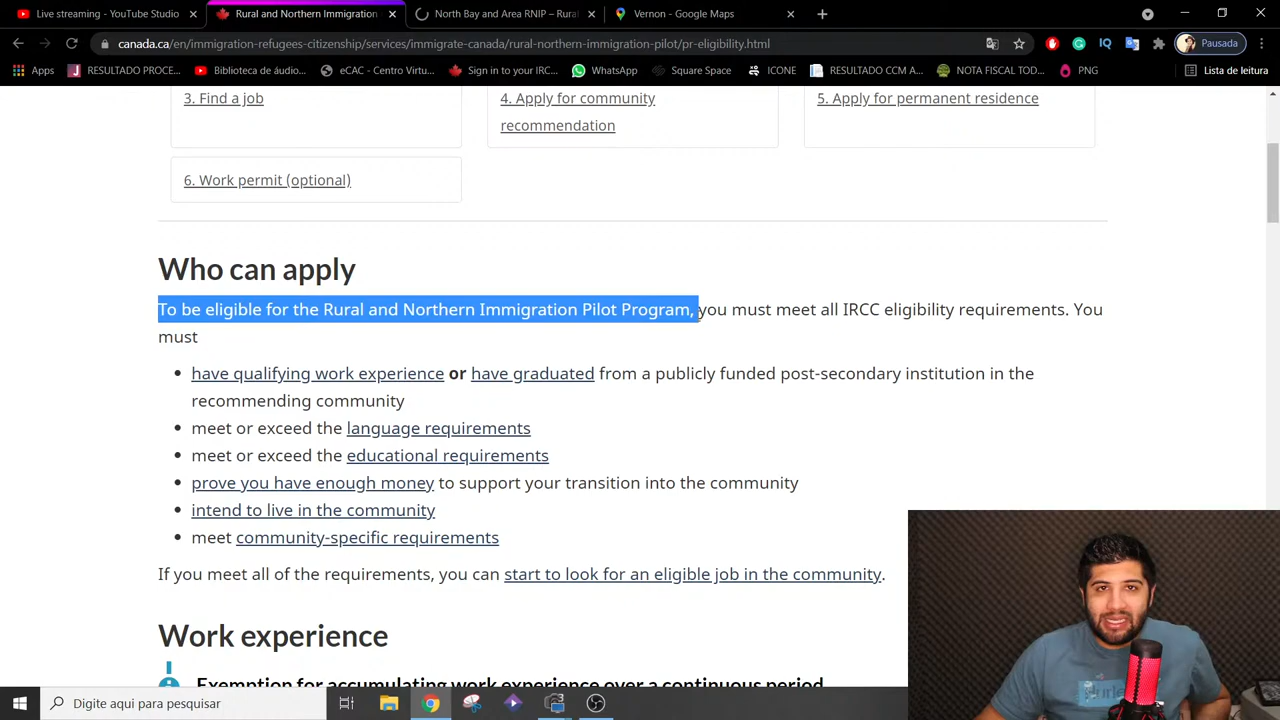 Live streaming - YouTube Studio
Rural and Northern Immigration
North Bay and Area RNIP – Rura
Vernon - Google Maps
canada.ca/en/immigration-refugees-citizenship/services/immigrate-canada/rural-northern-immigration-pilot/pr-eligibility.html
Pausada
Apps
RESULTADO PROCE...
Biblioteca de áudio...
eCAC - Centro Virtu...
Sign in to your IRC...
WhatsApp
Square Space
ICONE
RESULTADO CCM A...
NOTA FISCAL TOD...
PNG
Lista de leitura
3. Find a job
4. Apply for community
recommendation
5. Apply for permanent residence
6. Work permit (optional)
Who can apply
To be eligible for the Rural and Northern Immigration Pilot Program, you must meet all IRCC eligibility requirements. You
must
• have qualifying work experience or have graduated from a publicly funded post-secondary institution in the
recommending community
• meet or exceed the language requirements
• meet or exceed the educational requirements
• prove you have enough money to support your transition into the community
• intend to live in the community
• meet community-specific requirements
If you meet all of the requirements, you can start to look for an eligible job in the community.
Work experience
Exemption for accumulating work experience over a continuous period
Digite aqui para pesquisar